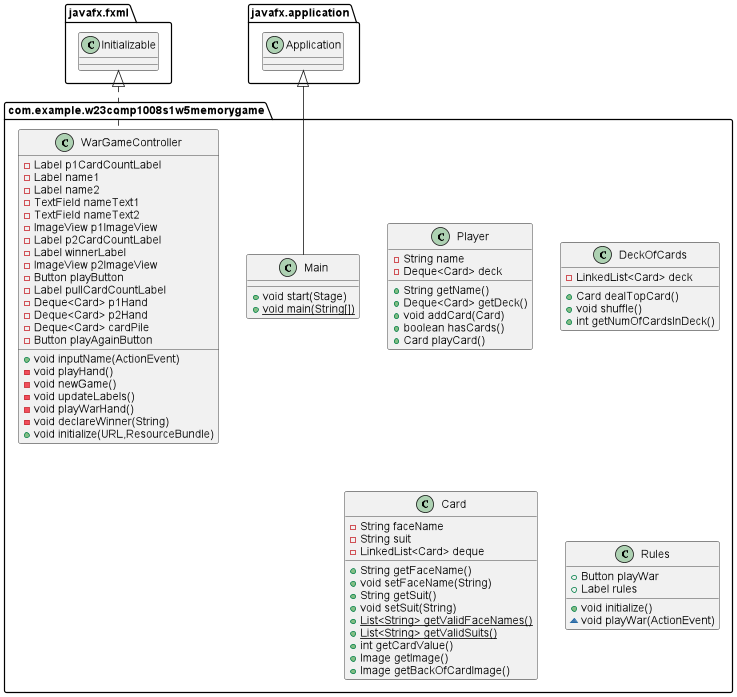 javafx.fxml
C Initializable
javafx.application
C Application
com.example.w23comp1008s1w5memorygame
C WarGameController
Label p1CardCountLabel
Label name1
Label name2
TextField nameText1
TextField nameText2
ImageView p1ImageView
Label p2CardCountLabel
Label winnerLabel
ImageView p2ImageView
Button playButton
Label pullCardCountLabel
Deque<Card> p1Hand
Deque<Card> p2Hand
Deque<Card> cardPile
Button playAgainButton
void inputName(ActionEvent)
void playHand()
void newGame()
void updateLabels()
void playWarHand()
void declareWinner(String)
void initialize(URL,ResourceBundle)
C Main
void start(Stage)
void main(String[])
C Player
String name
Deque<Card> deck
String getName()
Deque<Card> getDeck()
void addCard(Card)
boolean hasCards()
Card playCard()
C DeckOfCards
LinkedList<Card> deck
Card dealTopCard()
void shuffle()
int getNumOfCardsInDeck()
C Card
String faceName
String suit
LinkedList<Card> deque
String getFaceName()
void setFaceName(String)
String getSuit()
void setSuit(String)
List<String> getValidFaceNames()
List<String> getValidSuits()
int getCardValue()
Image getImage()
Image getBackOfCardImage()
C Rules
Button playWar
Label rules
void initialize()
void playWar(ActionEvent)